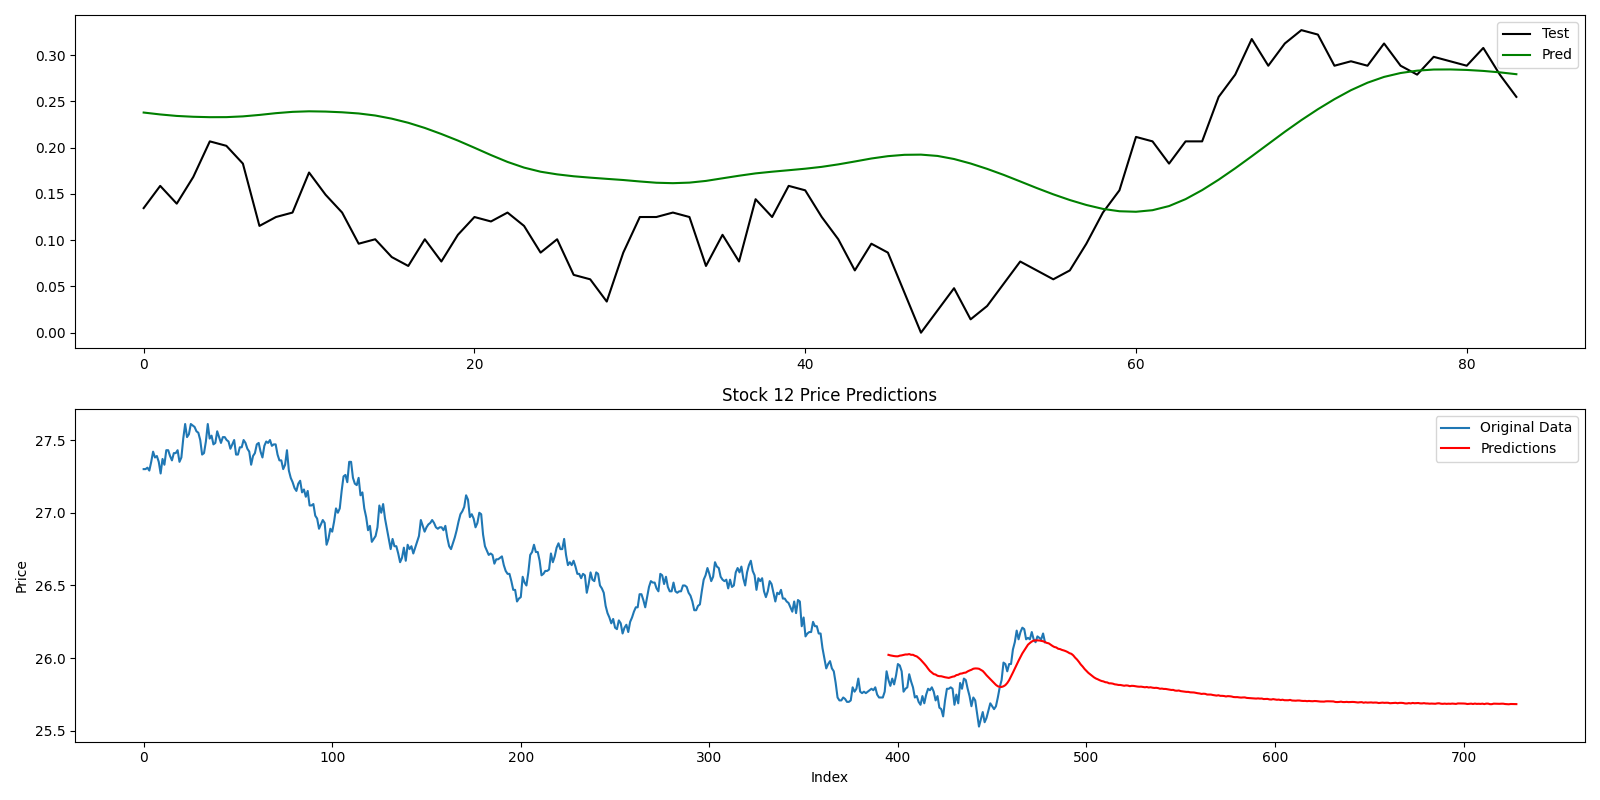 0.30
0.25
0.20
0.15
0.10
0.05
0.00
Test
Pred
0 20 40 60 80
Stock 12 Price Predictions
27.5
27.0
26.5
26.0
25.5
Price
Original Data
Predictions
0 100 200 300 400 500 600 700
Index